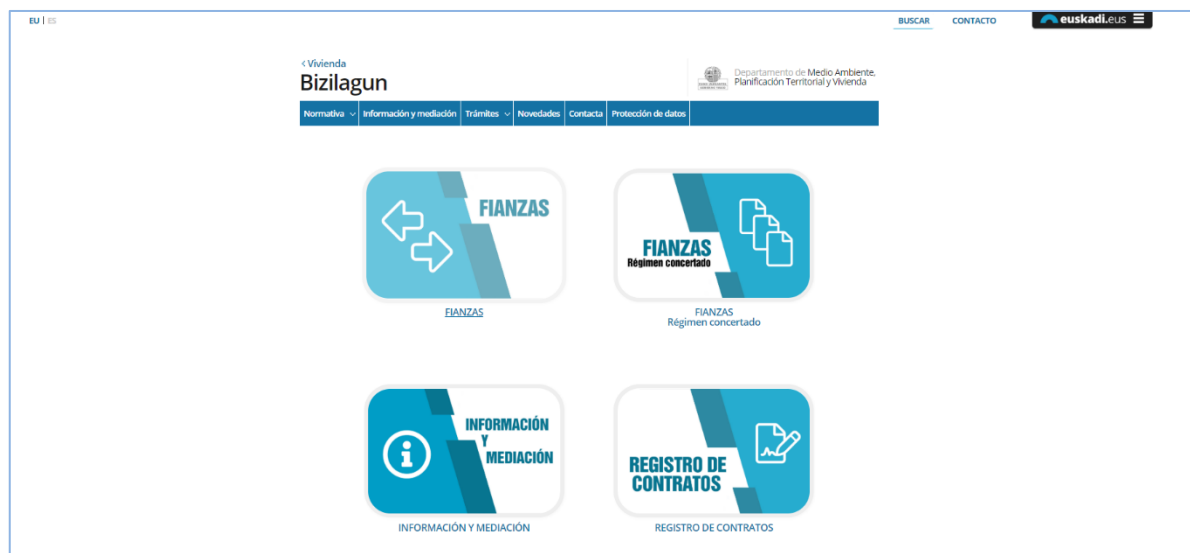 EU | ES
BUSCAR
CONTACTO
euskadi.eus
< Vivienda
Bizilagun
Departamento de Medio Ambiente,
Planificación Territorial y Vivienda
Normativa
Información y mediación
Trámites
Novedades
Contacta
Protección de datos
FIANZAS
FIANZAS
FIANZAS
Régimen concertado
FIANZAS
Régimen concertado
INFORMACIÓN
Y
MEDIACIÓN
INFORMACIÓN Y MEDIACIÓN
REGISTRO DE
CONTRATOS
REGISTRO DE CONTRATOS